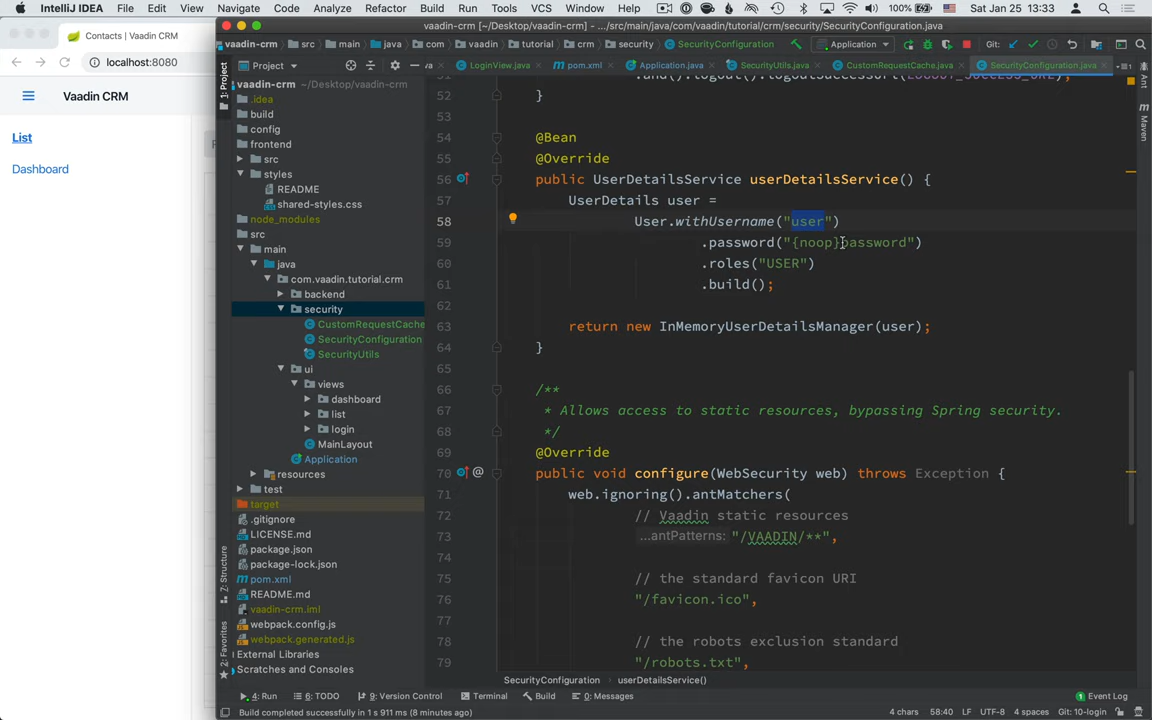 IntelliJ IDEA File Edit View Navigate Code Analyze Refactor Build Run Tools VCS Window Help 100% Sat Jan 25 13:33
Contacts | Vaadin CRM
localhost:8080
Vaadin CRM
List
Dashboard
vaadin-crm [~/Desktop/vaadin-crm] - .../src/main/java/com/vaadin/tutorial/crm/security/SecurityConfiguration.java
vaadin-crm src main java com vaadin tutorial crm security SecurityConfiguration Application Git:
Project LoginView.java pom.xml Application.java SecurityUtils.java CustomRequestCache.java SecurityConfiguration.java
1: Project
7: Structure
2: Favorites
Ant
Maven
vaadin-crm ~/Desktop/vaadin-crm
.idea
build
config
frontend
src
styles
README
shared-styles.css
node_modules
src
main
java
com.vaadin.tutorial.crm
backend
security
CustomRequestCache
SecurityConfiguration
SecurityUtils
ui
views
dashboard
list
login
MainLayout
Application
resources
test
target
.gitignore
LICENSE.md
package.json
package-lock.json
pom.xml
README.md
vaadin-crm.iml
webpack.config.js
webpack.generated.js
External Libraries
Scratches and Consoles
52 }
53
54 @Bean
55 @Override
56 public UserDetailsService userDetailsService() {
57 UserDetails user =
58 User.withUsername("user")
59 .password("{noop}password")
60 .roles("USER")
61 .build();
62
63 return new InMemoryUserDetailsManager(user);
64 }
65
66 /**
67 * Allows access to static resources, bypassing Spring security.
68 */
69 @Override
70 @ public void configure(WebSecurity web) throws Exception {
71 web.ignoring().antMatchers(
72 // Vaadin static resources
73 ...antPatterns: "/VAADIN/**",
74
75 // the standard favicon URI
76 "/favicon.ico",
77
78 // the robots exclusion standard
79 "/robots.txt",
SecurityConfiguration userDetailsService()
4: Run 6: TODO 9: Version Control Terminal Build 0: Messages 1 Event Log
Build completed successfully in 1 s 911 ms (8 minutes ago) 4 chars 58:40 LF UTF-8 4 spaces Git: 10-login